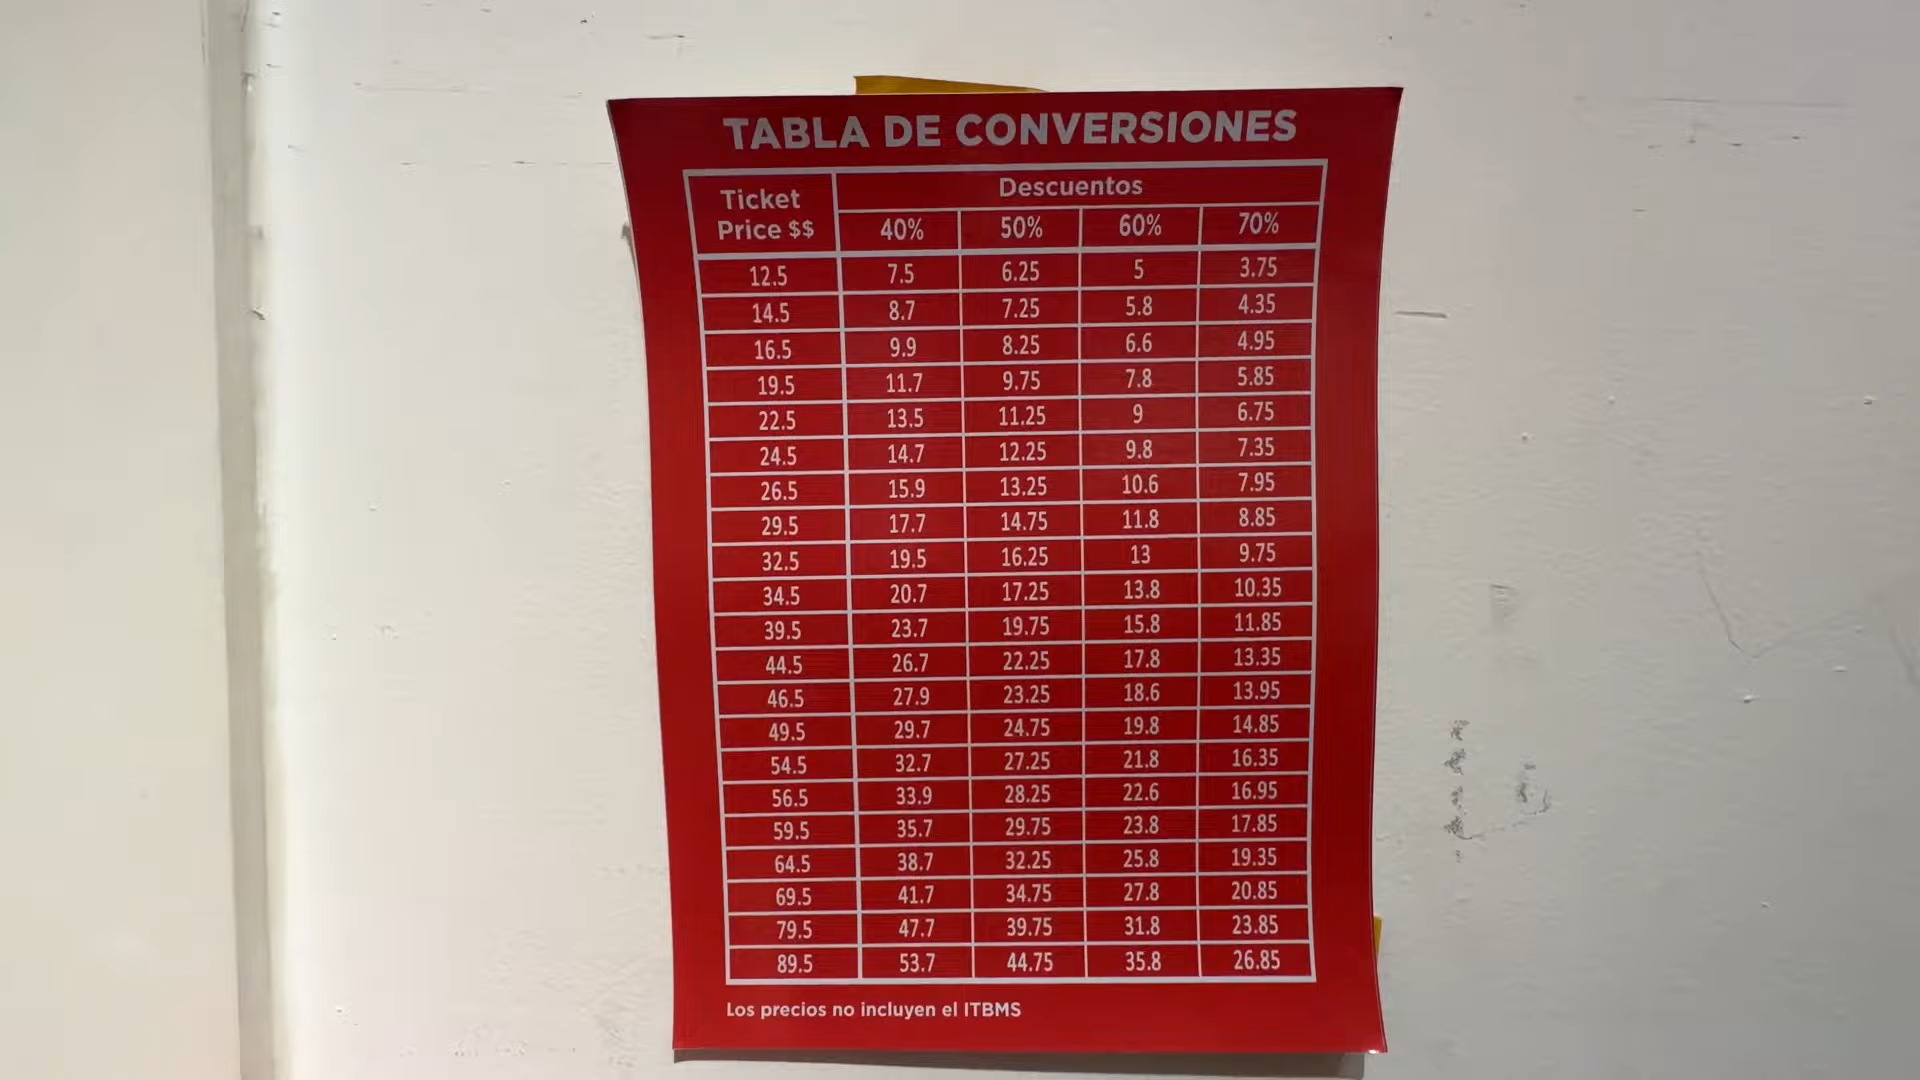 TABLA DE CONVERSIONES
Ticket Price $$ Descuentos
40% 50% 60% 70%
12.5 7.5 6.25 5 3.75
14.5 8.7 7.25 5.8 4.35
16.5 9.9 8.25 6.6 4.95
19.5 11.7 9.75 7.8 5.85
22.5 13.5 11.25 9 6.75
24.5 14.7 12.25 9.8 7.35
26.5 15.9 13.25 10.6 7.95
29.5 17.7 14.75 11.8 8.85
32.5 19.5 16.25 13 9.75
34.5 20.7 17.25 13.8 10.35
39.5 23.7 19.75 15.8 11.85
44.5 26.7 22.25 17.8 13.35
46.5 27.9 23.25 18.6 13.95
49.5 29.7 24.75 19.8 14.85
54.5 32.7 27.25 21.8 16.35
56.5 33.9 28.25 22.6 16.95
59.5 35.7 29.75 23.8 17.85
64.5 38.7 32.25 25.8 19.35
69.5 41.7 34.75 27.8 20.85
79.5 47.7 39.75 31.8 23.85
89.5 53.7 44.75 35.8 26.85
Los precios no incluyen el ITBMS